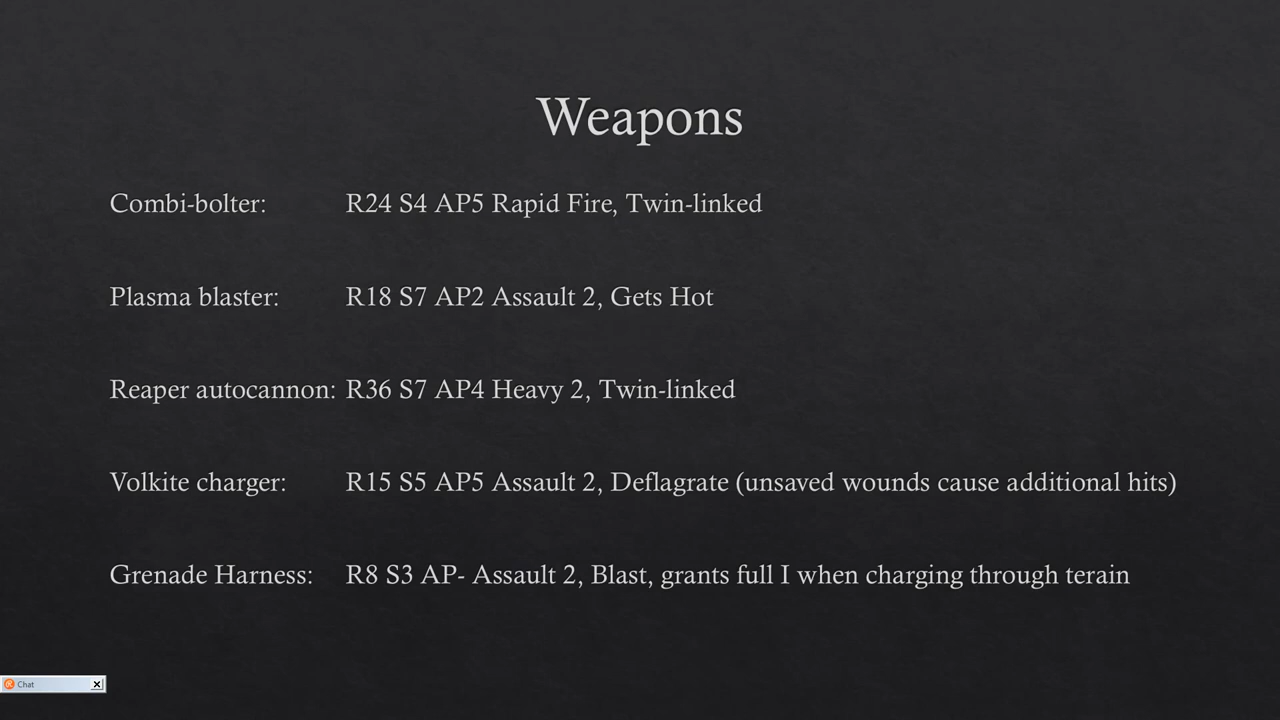 Weapons
Combi-bolter: R24 S4 AP5 Rapid Fire, Twin-linked
Plasma blaster: R18 S7 AP2 Assault 2, Gets Hot
Reaper autocannon: R36 S7 AP4 Heavy 2, Twin-linked
Volkite charger: R15 S5 AP5 Assault 2, Deflagrate (unsaved wounds cause additional hits)
Grenade Harness: R8 S3 AP- Assault 2, Blast, grants full I when charging through terain
Chat